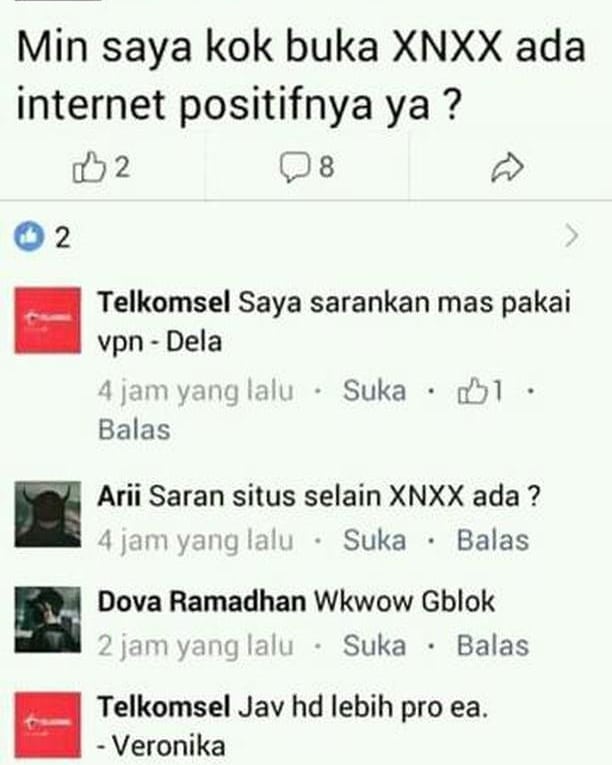 Min saya kok buka XNXX ada
internet positifnya ya ?
2
8
2
Telkomsel Saya sarankan mas pakai
vpn - Dela
4 jam yang lalu · Suka · 1 ·
Balas
Arii Saran situs selain XNXX ada ?
4 jam yang lalu · Suka · Balas
Dova Ramadhan Wkwow Gblok
2 jam yang lalu · Suka · Balas
Telkomsel Jav hd lebih pro ea.
- Veronika